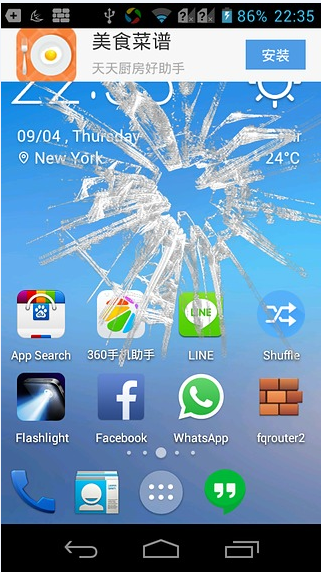 86% 22:35
美食菜谱
天天厨房好助手
安装
09/04 , Thursday
New York
24°C
App Search
360手机助手
LINE
LINE
Shuffle
Flashlight
Facebook
WhatsApp
fqrouter2